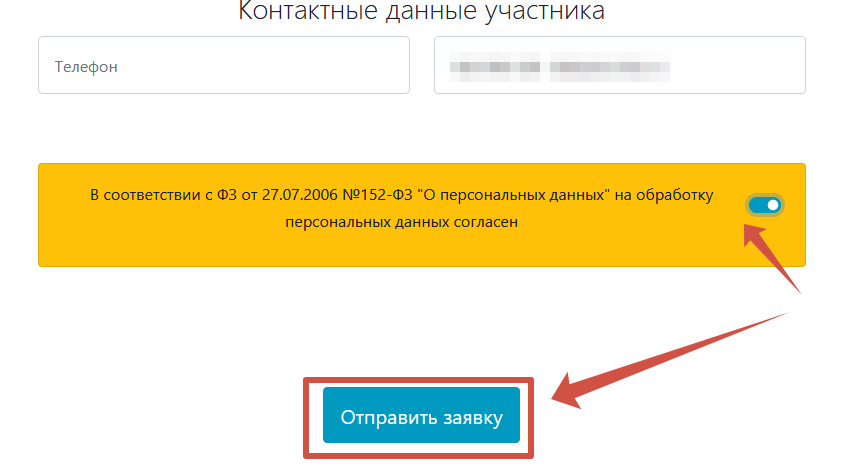 Контактные данные участника
Телефон
В соответствии с ФЗ от 27.07.2006 №152-ФЗ "О персональных данных" на обработку
персональных данных согласен
Отправить заявку